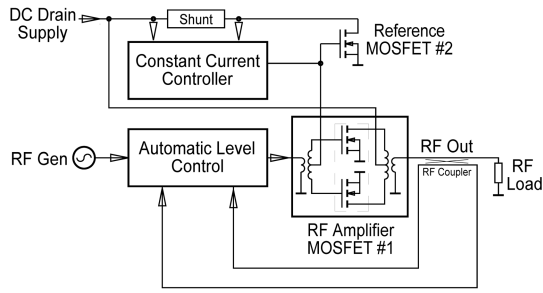 DC Drain
Supply
Shunt
Reference
MOSFET #2
Constant Current
Controller
RF Gen
Automatic Level
Control
RF Out
RF Coupler
RF
Load
RF Amplifier
MOSFET #1